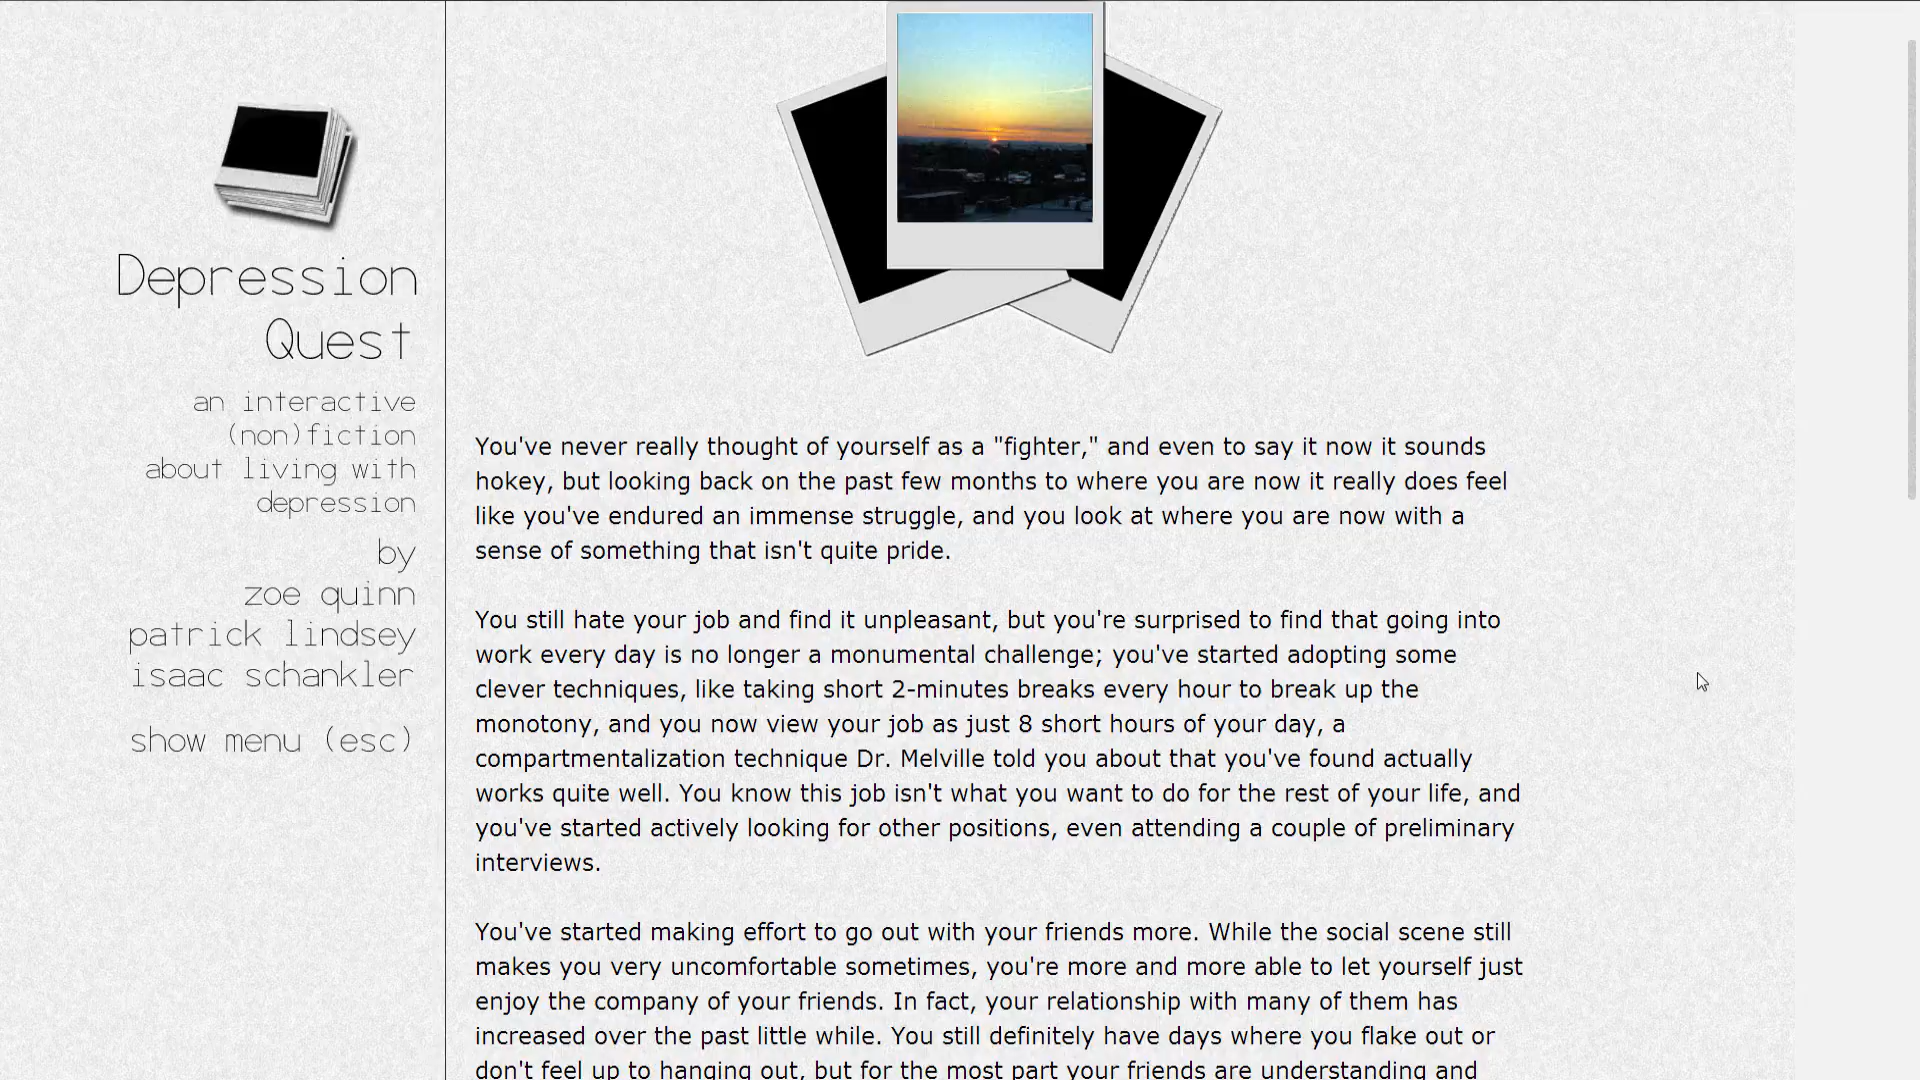 Depression
Quest
an interactive
(non)fiction
about living with
depression
by
zoe quinn
patrick lindsey
isaac schankler
show menu (esc)
You've never really thought of yourself as a "fighter," and even to say it now it sounds
hokey, but looking back on the past few months to where you are now it really does feel
like you've endured an immense struggle, and you look at where you are now with a
sense of something that isn't quite pride.
You still hate your job and find it unpleasant, but you're surprised to find that going into
work every day is no longer a monumental challenge; you've started adopting some
clever techniques, like taking short 2-minutes breaks every hour to break up the
monotony, and you now view your job as just 8 short hours of your day, a
compartmentalization technique Dr. Melville told you about that you've found actually
works quite well. You know this job isn't what you want to do for the rest of your life, and
you've started actively looking for other positions, even attending a couple of preliminary
interviews.
You've started making effort to go out with your friends more. While the social scene still
makes you very uncomfortable sometimes, you're more and more able to let yourself just
enjoy the company of your friends. In fact, your relationship with many of them has
increased over the past little while. You still definitely have days where you flake out or
don't feel up to hanging out, but for the most part your friends are understanding and